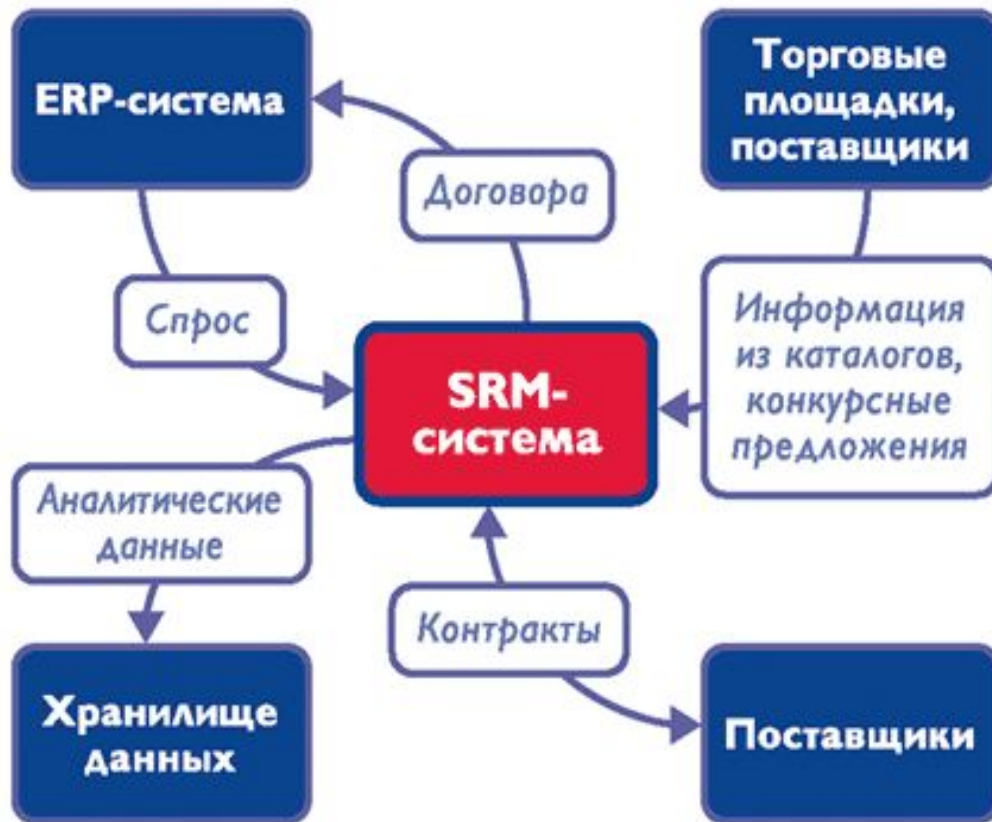 ERP-система
Торговые
площадки,
поставщики
Договора
Спрос
Информация
из каталогов,
конкурсные
предложения
SRM-
система
Аналитические
данные
Контракты
Хранилище
данных
Поставщики